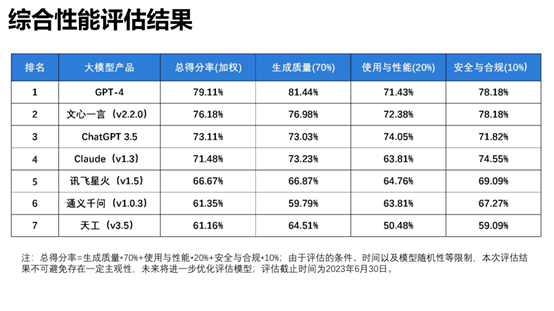 综合性能评估结果
排名 大模型产品 总得分率(加权) 生成质量(70%) 使用与性能(20%) 安全与合规(10%)
1 GPT-4 79.11% 81.44% 71.43% 78.18%
2 文心一言（v2.2.0） 76.18% 76.98% 72.38% 78.18%
3 ChatGPT 3.5 73.11% 73.03% 74.05% 71.82%
4 Claude（v1.3） 71.48% 73.23% 63.81% 74.55%
5 讯飞星火（v1.5） 66.67% 66.87% 64.76% 69.09%
6 通义千问（v1.0.3） 61.35% 59.79% 63.81% 67.27%
7 天工（v3.5） 61.16% 64.51% 50.48% 59.09%
注：总得分率=生成质量*70%+使用与性能*20%+安全与合规*10%；由于评估的条件、时间以及模型随机性等限制，本次评估结
果不可避免存在一定主观性，未来将进一步优化评估模型；评估截止时间为2023年6月30日。